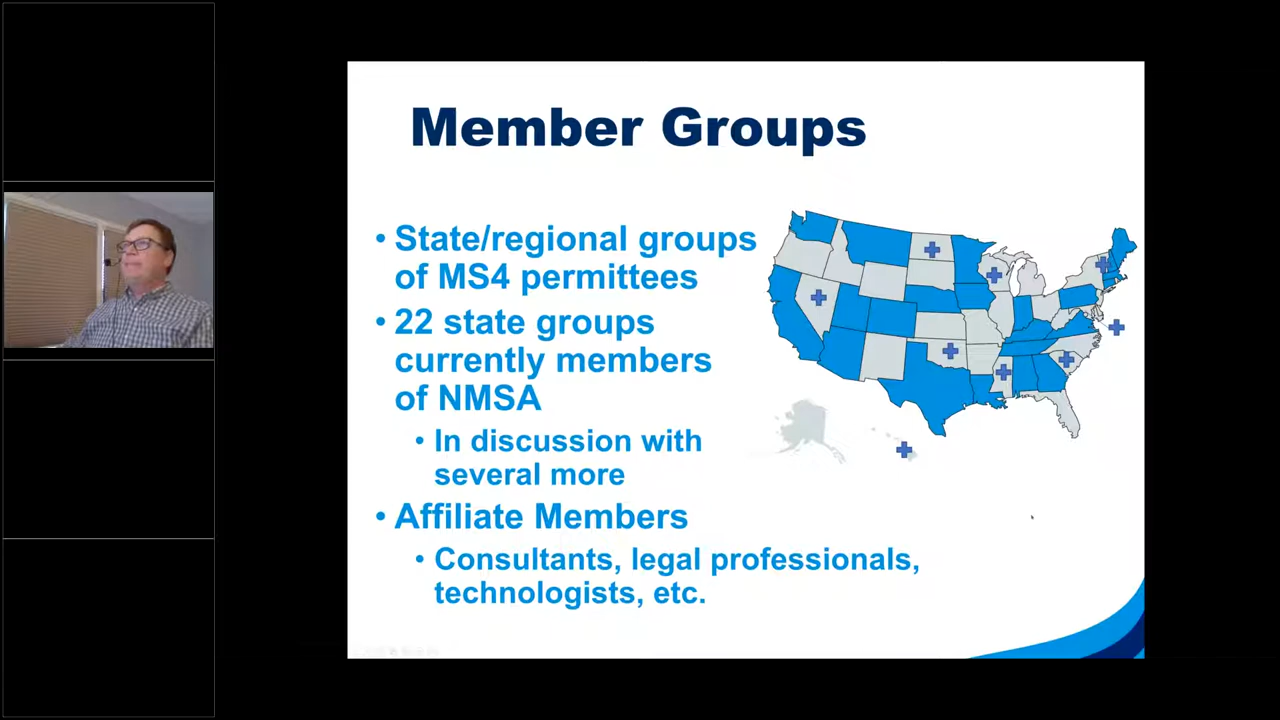 Member Groups
• State/regional groups
of MS4 permittees
• 22 state groups
currently members
of NMSA
• In discussion with
several more
• Affiliate Members
• Consultants, legal professionals,
technologists, etc.